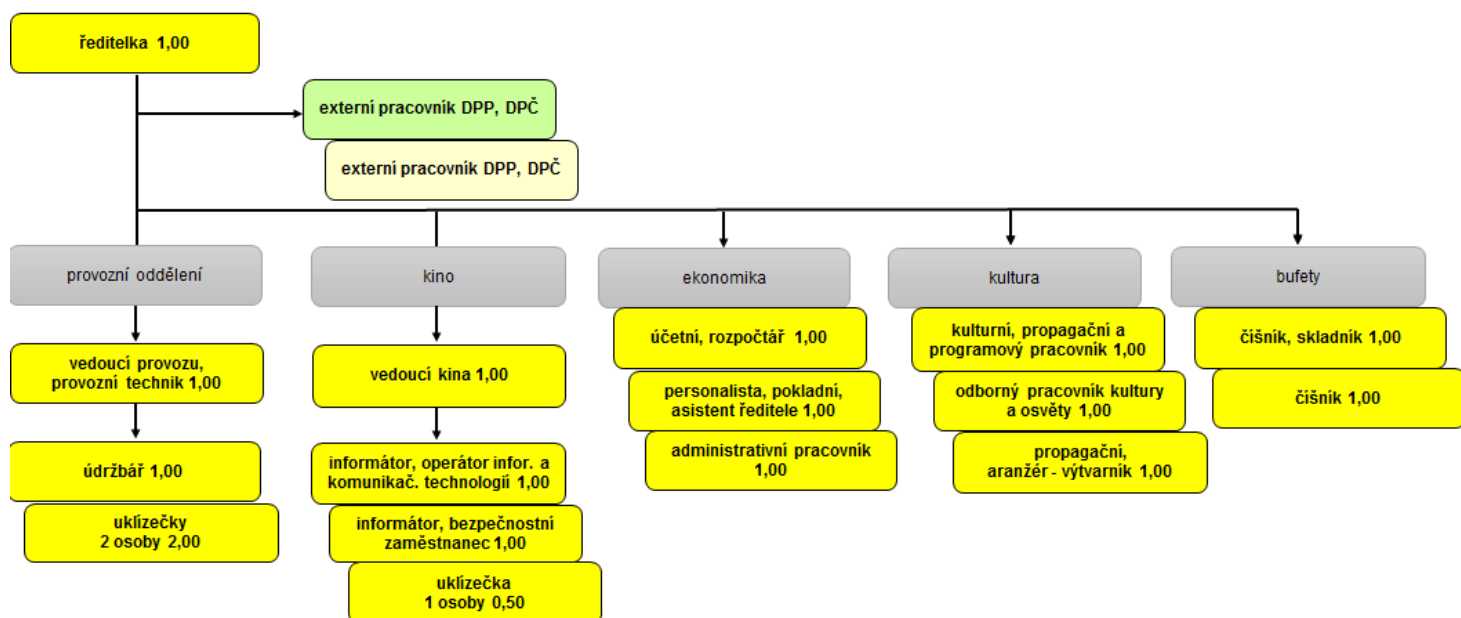 ředitelka 1,00
externí pracovník DPP, DPČ
externí pracovník DPP, DPČ
provozní oddělení
kino
ekonomika
kultura
bufety
vedoucí provozu,
provozní technik 1,00
údržbář 1,00
uklízečky
2 osoby 2,00
vedoucí kina 1,00
informátor, operátor infor. a
komunikač. technologií 1,00
informátor, bezpečnostní
zaměstnanec 1,00
uklízečka
1 osoby 0,50
účetní, rozpočtář 1,00
personalista, pokladní,
asistent ředitele 1,00
administrativní pracovník
1,00
kulturní, propagační a
programový pracovník 1,00
odborný pracovník kultury
a osvěty 1,00
propagační,
aranžér - výtvarník 1,00
číšník, skladník 1,00
číšník 1,00